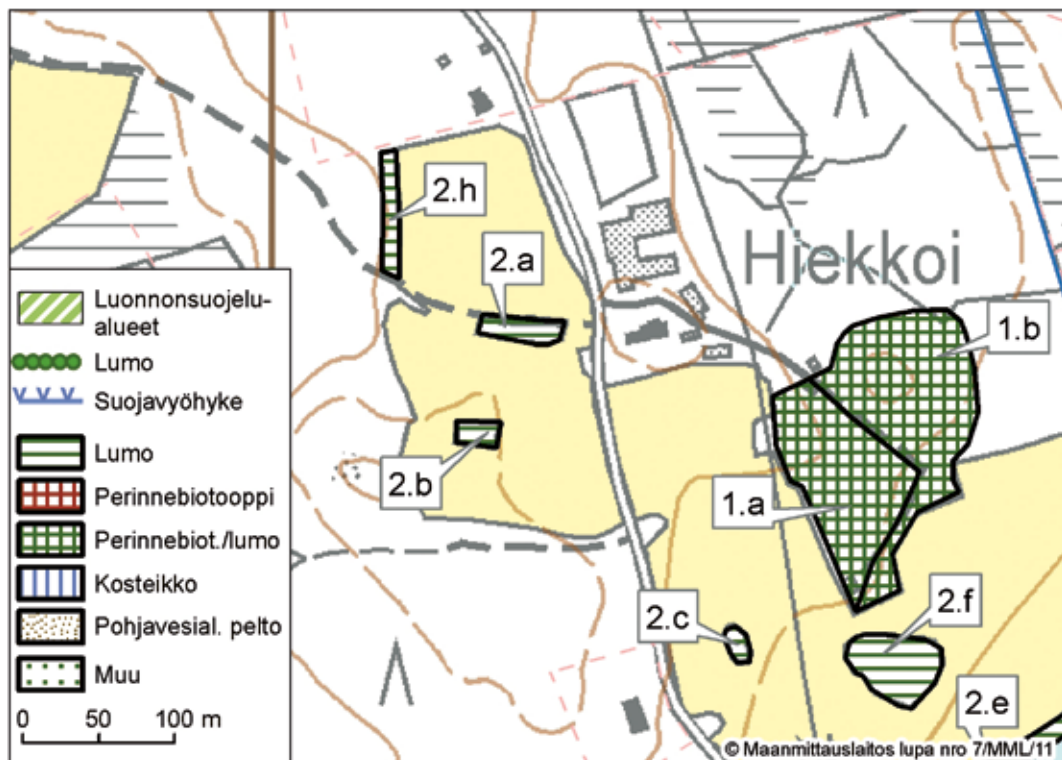 2.h
2.a
Hiekkoi
1.b
2.b
1.a
2.c
2.f
2.e
Luonnonsuojelu-
alueet
Lumo
Suojavyöhyke
Lumo
Perinnebiotooppi
Perinnebiot./lumo
Kosteikko
Pohjavesial. pelto
Muu
0 50 100 m
© Maanmittauslaitos lupa nro 7/MML/11